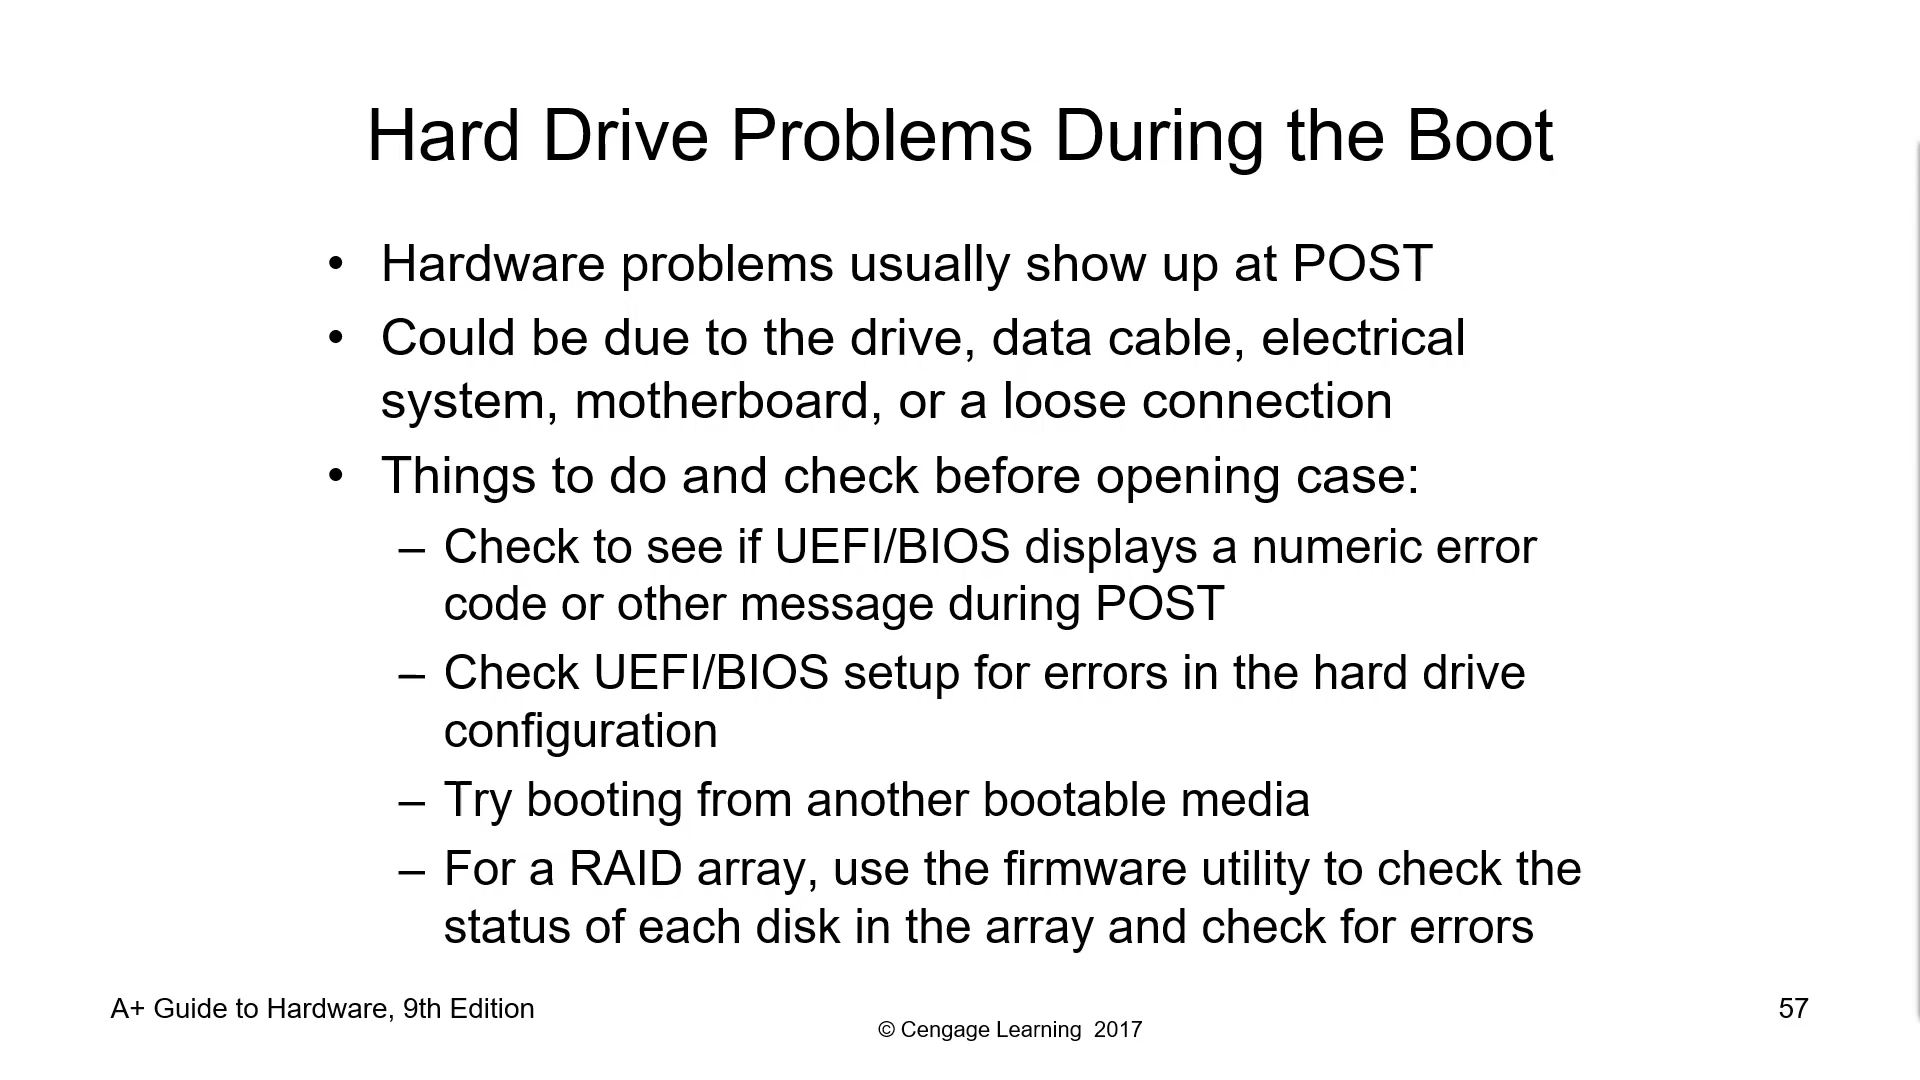 Hard Drive Problems During the Boot
• Hardware problems usually show up at POST
• Could be due to the drive, data cable, electrical
system, motherboard, or a loose connection
• Things to do and check before opening case:
– Check to see if UEFI/BIOS displays a numeric error
code or other message during POST
– Check UEFI/BIOS setup for errors in the hard drive
configuration
– Try booting from another bootable media
– For a RAID array, use the firmware utility to check the
status of each disk in the array and check for errors
A+ Guide to Hardware, 9th Edition
© Cengage Learning 2017
57